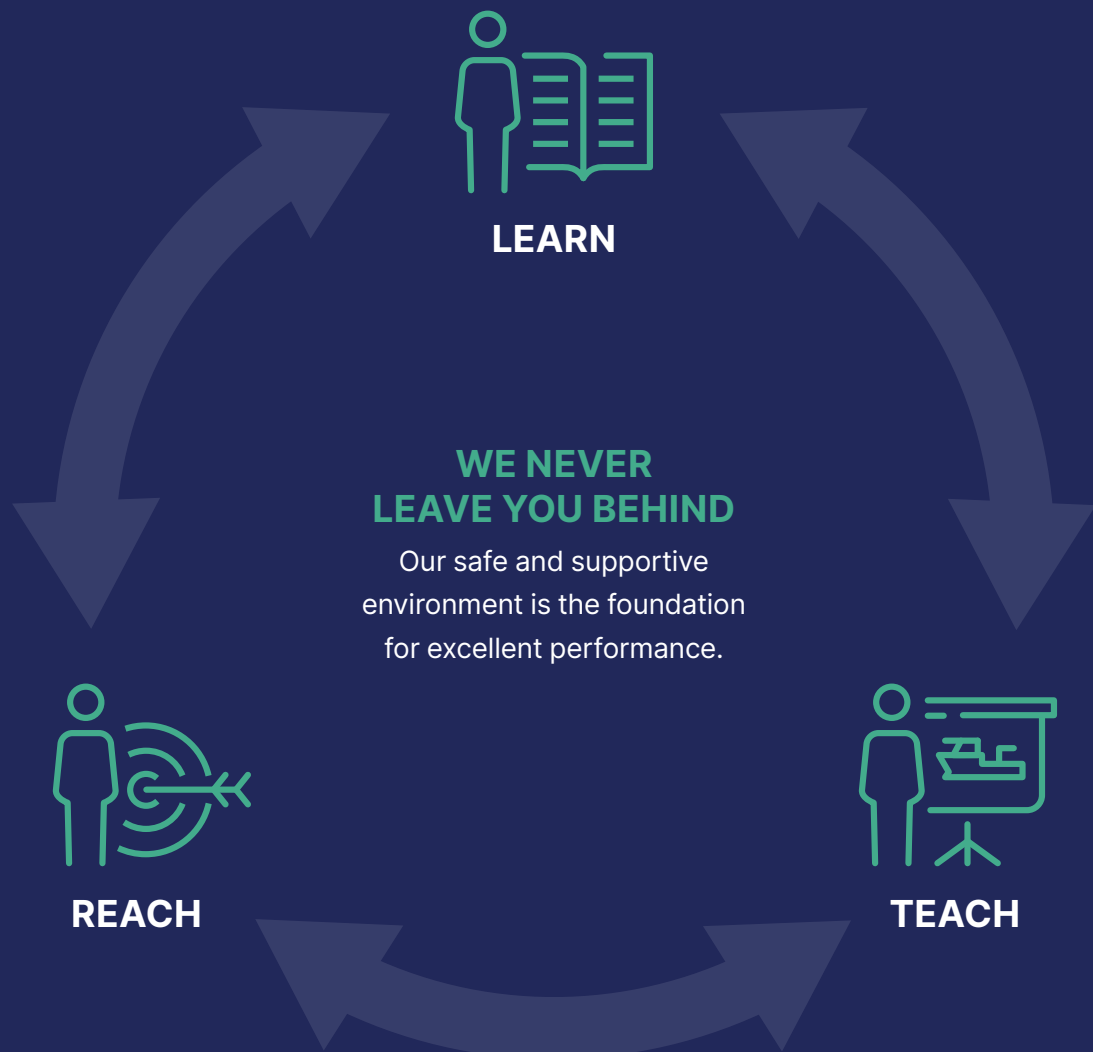 LEARN
WE NEVER
LEAVE YOU BEHIND
Our safe and supportive
environment is the foundation
for excellent performance.
REACH
TEACH